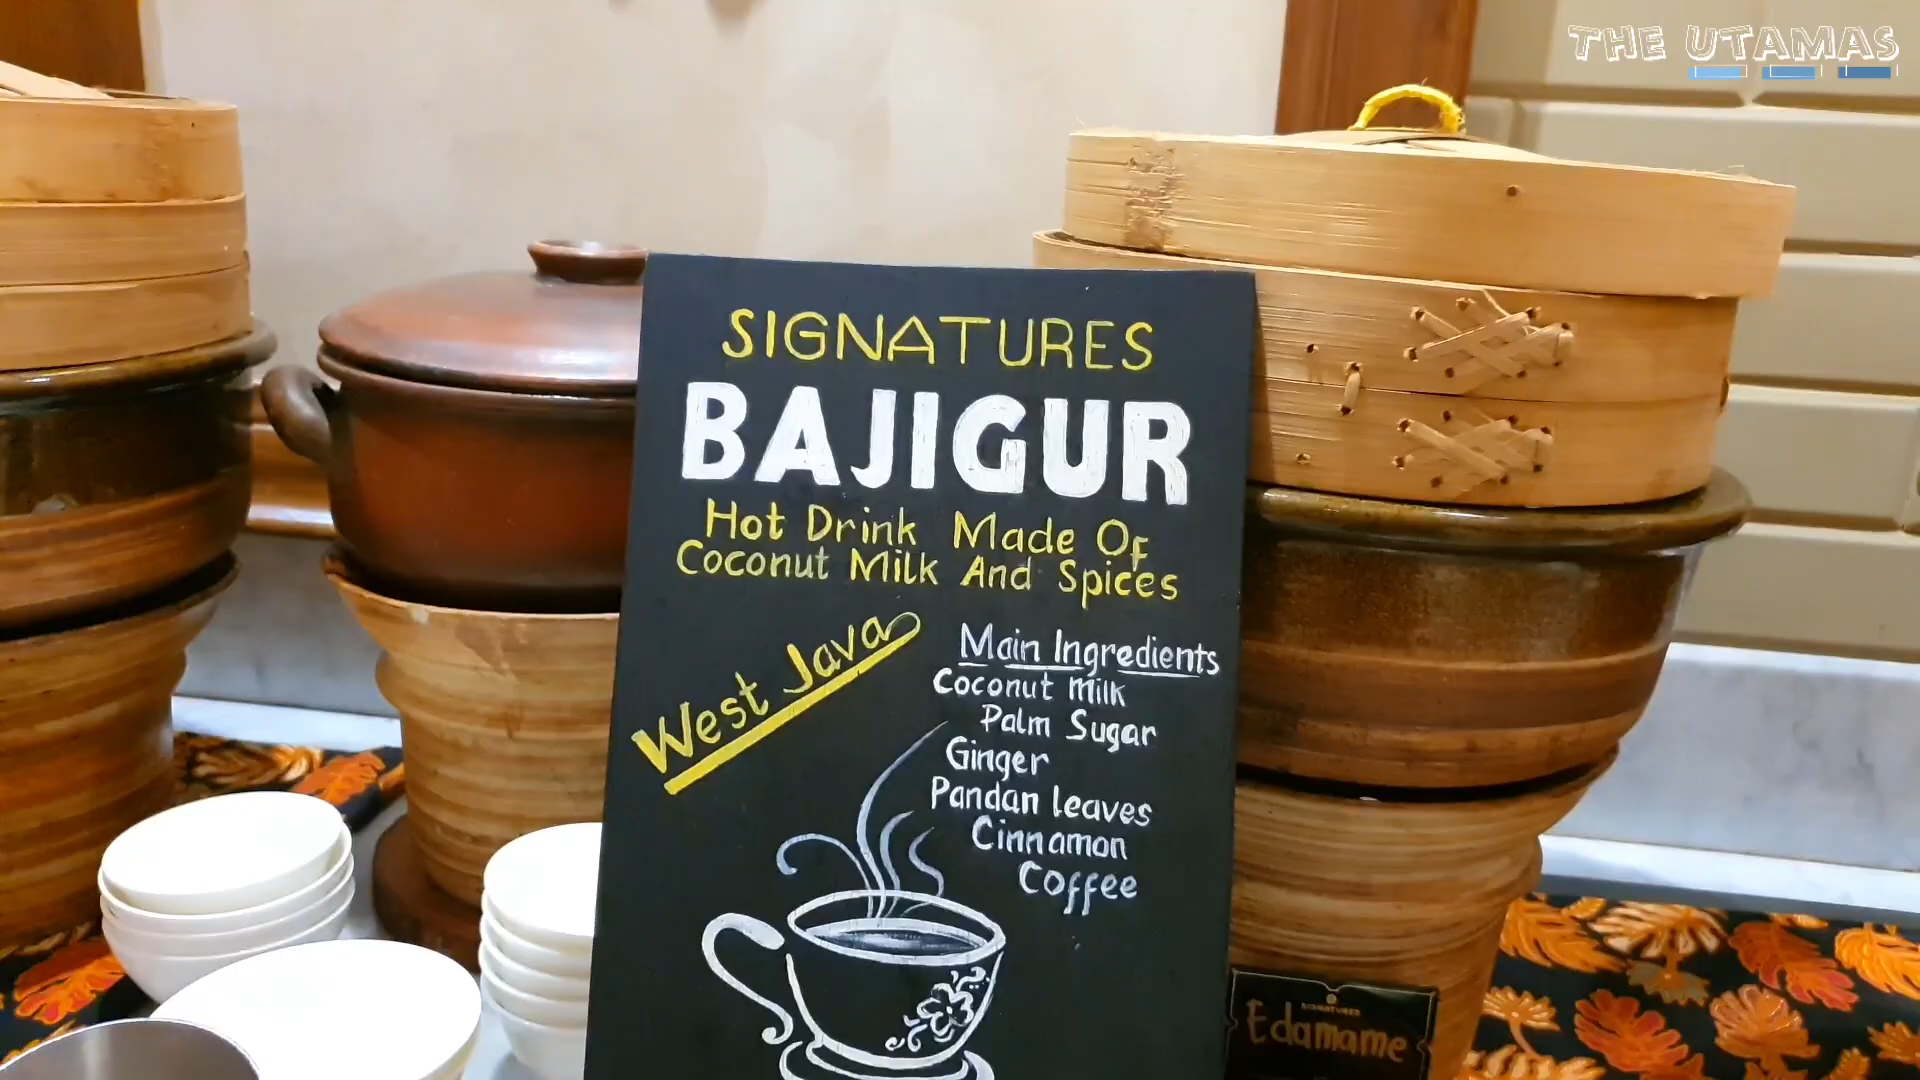 THE UTAMAS
SIGNATURES
BAJIGUR
Hot Drink Made Of
Coconut Milk And Spices
West Java
Main Ingredients
Coconut Milk
Palm Sugar
Ginger
Pandan leaves
Cinnamon
Coffee
SIGNATURES
Edamame